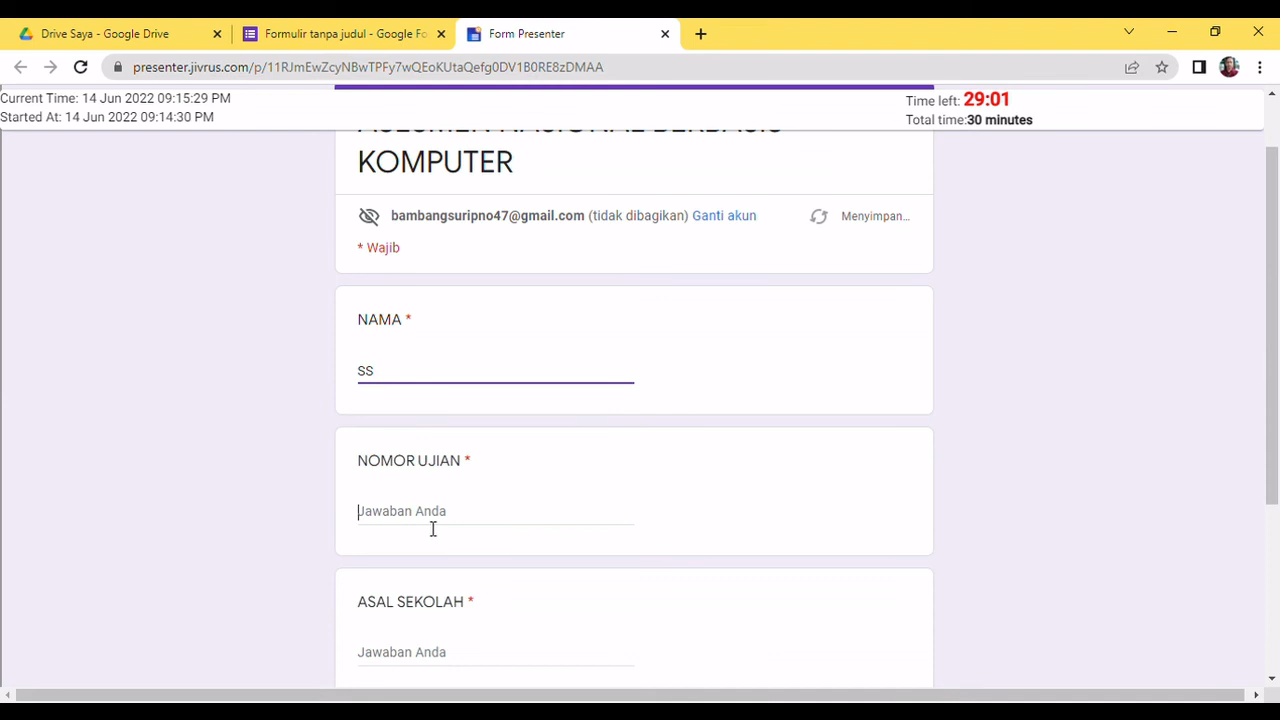 Drive Saya - Google Drive
Formulir tanpa judul - Google Fo
Form Presenter
presenter.jivrus.com/p/11RJmEwZcyNBwTPFy7wQEoKUtaQefg0DV1B0RE8zDMAA
Current Time: 14 Jun 2022 09:15:29 PM
Started At: 14 Jun 2022 09:14:30 PM
Time left: 29:01
Total time:30 minutes
NASIONAL BERBASIS
KOMPUTER
bambangsuripno47@gmail.com (tidak dibagikan) Ganti akun
Menyimpan...
* Wajib
NAMA *
SS
NOMOR UJIAN *
Jawaban Anda
ASAL SEKOLAH *
Jawaban Anda